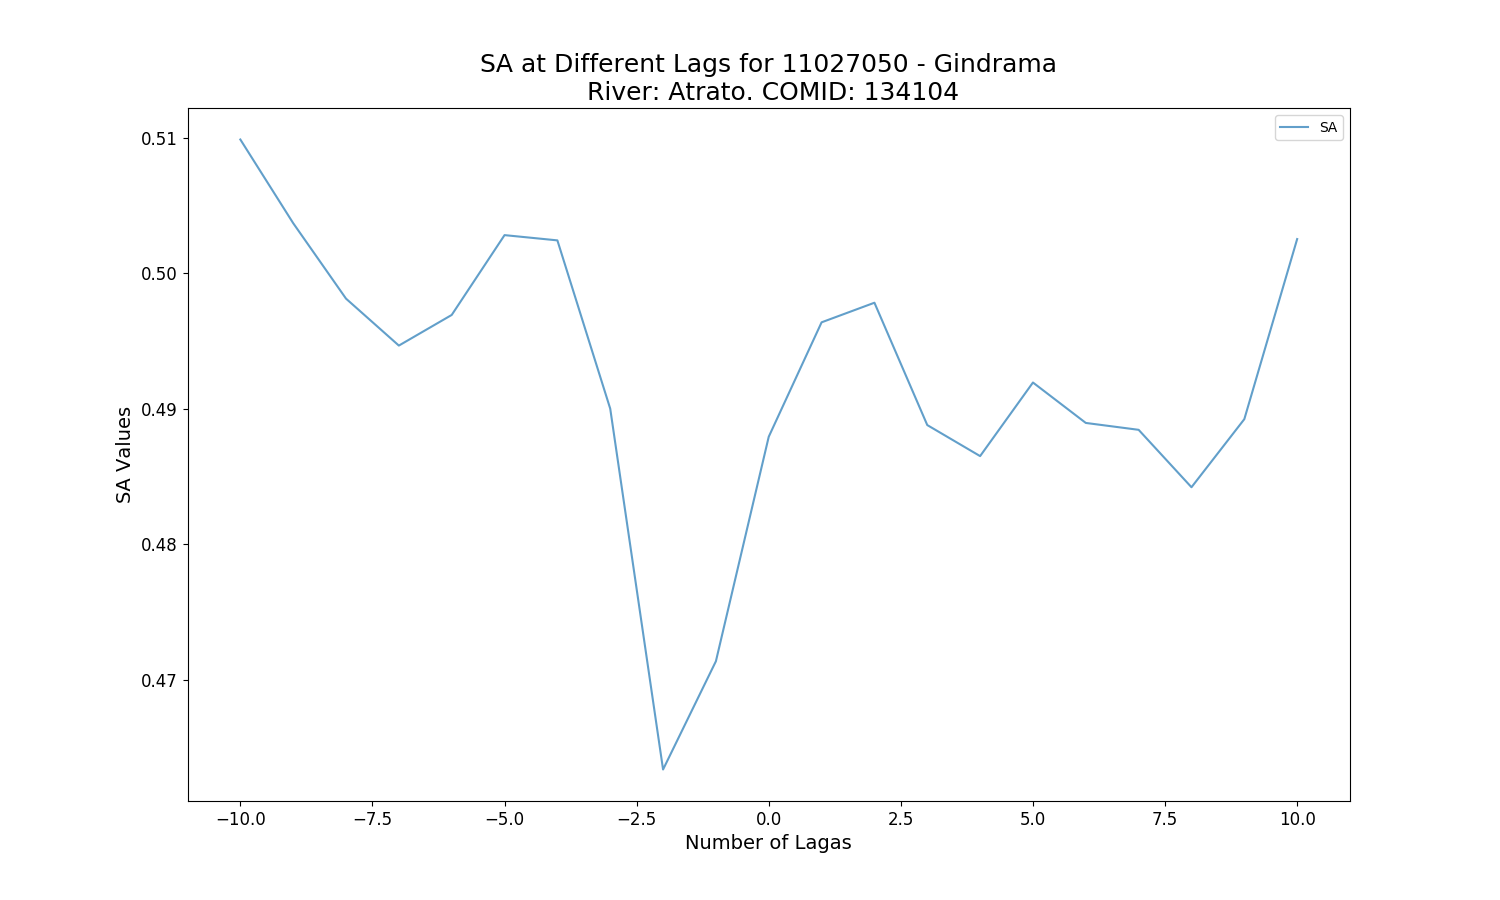 SA at Different Lags for 11027050 - Gindrama
River: Atrato. COMID: 134104
SA
0.51
0.50
0.49
0.48
0.47
SA Values
−10.0 −7.5 −5.0 −2.5 0.0 2.5 5.0 7.5 10.0
Number of Lagas